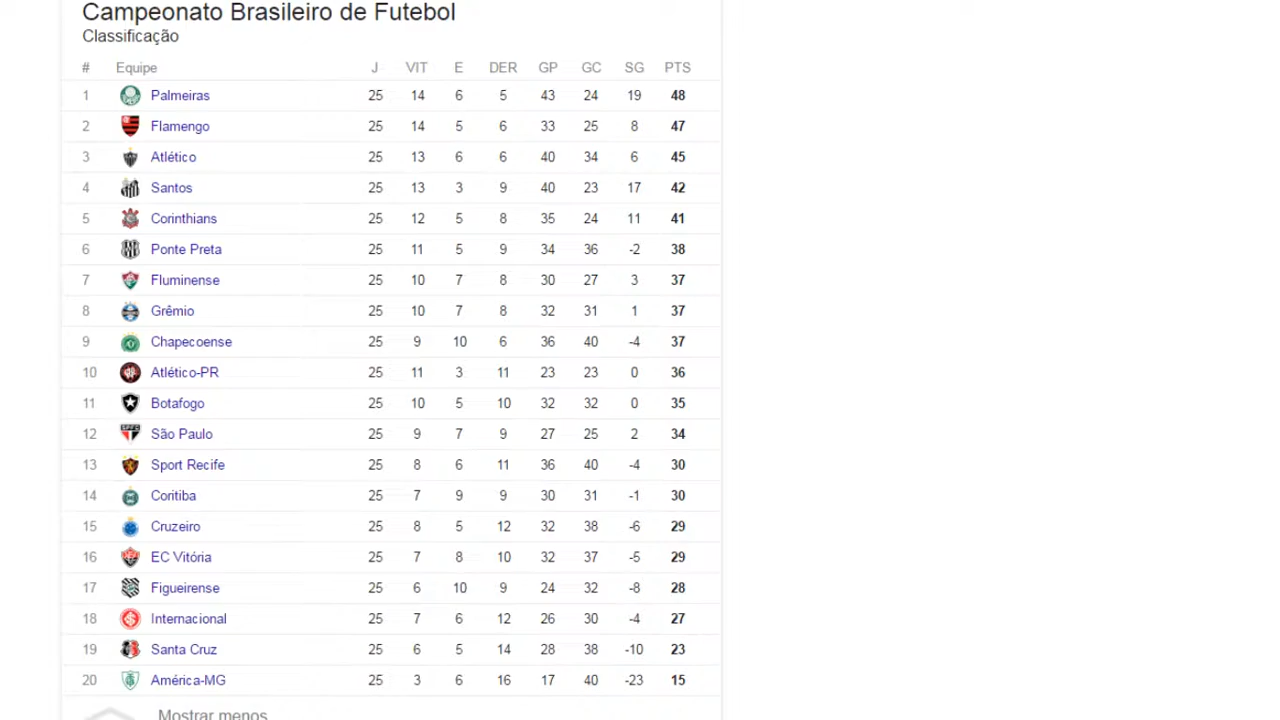 Campeonato Brasileiro de Futebol
Classificação
# Equipe J VIT E DER GP GC SG PTS
1 Palmeiras 25 14 6 5 43 24 19 48
2 Flamengo 25 14 5 6 33 25 8 47
3 Atlético 25 13 6 6 40 34 6 45
4 Santos 25 13 3 9 40 23 17 42
5 Corinthians 25 12 5 8 35 24 11 41
6 Ponte Preta 25 11 5 9 34 36 -2 38
7 Fluminense 25 10 7 8 30 27 3 37
8 Grêmio 25 10 7 8 32 31 1 37
9 Chapecoense 25 9 10 6 36 40 -4 37
10 Atlético-PR 25 11 3 11 23 23 0 36
11 Botafogo 25 10 5 10 32 32 0 35
12 São Paulo 25 9 7 9 27 25 2 34
13 Sport Recife 25 8 6 11 36 40 -4 30
14 Coritiba 25 7 9 9 30 31 -1 30
15 Cruzeiro 25 8 5 12 32 38 -6 29
16 EC Vitória 25 7 8 10 32 37 -5 29
17 Figueirense 25 6 10 9 24 32 -8 28
18 Internacional 25 7 6 12 26 30 -4 27
19 Santa Cruz 25 6 5 14 28 38 -10 23
20 América-MG 25 3 6 16 17 40 -23 15
Mostrar menos